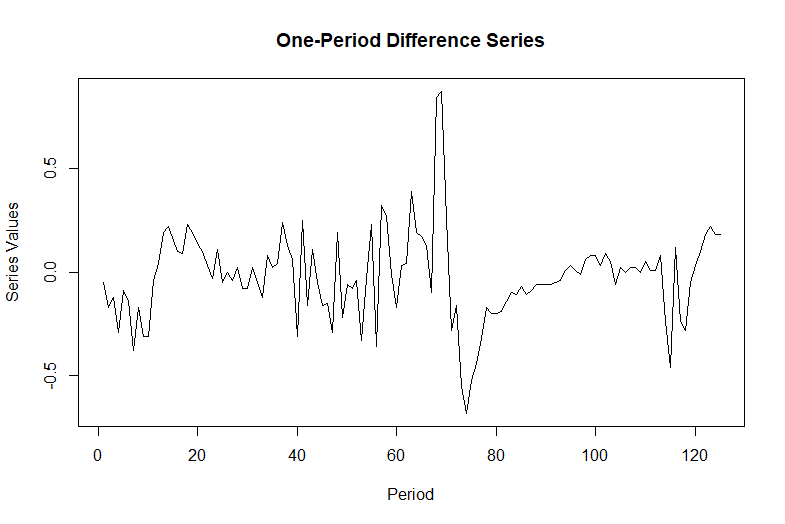 One-Period Difference Series
Series Values
0.5
0.0
-0.5
0 20 40 60 80 100 120
Period